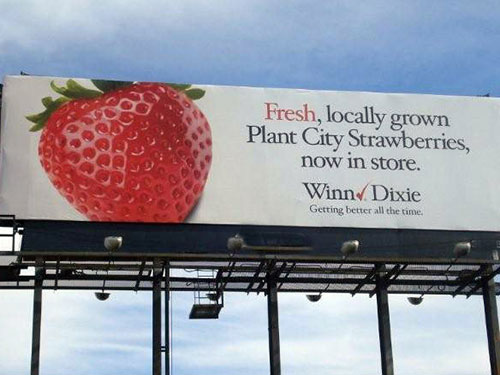 Fresh, locally grown
Plant City Strawberries,
now in store.
Winn Dixie
Getting better all the time.